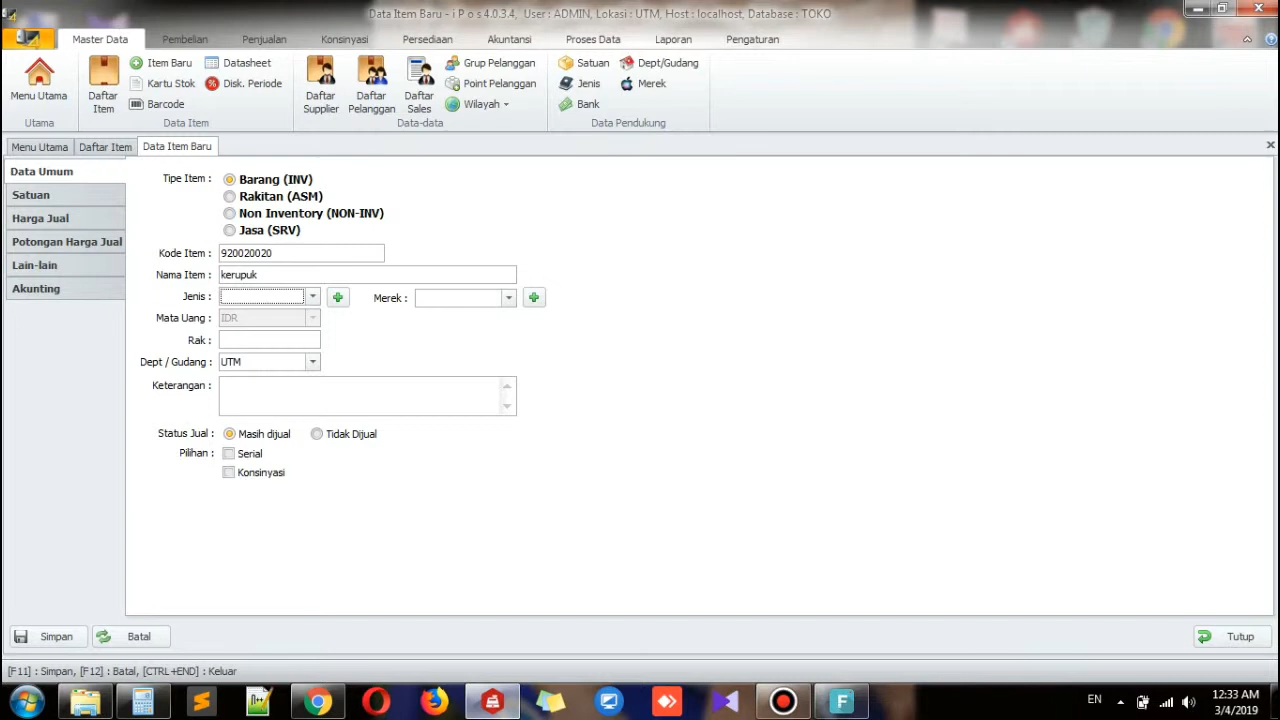 Data Item Baru - i P o s 4.0.3.4, User : ADMIN, Lokasi : UTM, Host : localhost, Database : TOKO
Master Data Pembelian Penjualan Konsinyasi Persediaan Akuntansi Proses Data Laporan Pengaturan
Menu Utama
Utama
Daftar Item
Item Baru
Kartu Stok
Barcode
Datasheet
Disk. Periode
Data Item
Daftar Supplier
Daftar Pelanggan
Daftar Sales
Grup Pelanggan
Point Pelanggan
Wilayah
Data-data
Satuan
Jenis
Bank
Dept/Gudang
Merek
Data Pendukung
Menu Utama Daftar Item Data Item Baru
Data Umum
Satuan
Harga Jual
Potongan Harga Jual
Lain-lain
Akunting
Tipe Item : Barang (INV)
Rakitan (ASM)
Non Inventory (NON-INV)
Jasa (SRV)
Kode Item : 920020020
Nama Item : kerupuk
Jenis : Merek :
Mata Uang : IDR
Rak :
Dept / Gudang : UTM
Keterangan :
Status Jual : Masih dijual Tidak Dijual
Pilihan : Serial
Konsinyasi
Simpan Batal Tutup
[F11] : Simpan, [F12] : Batal, [CTRL+END] : Keluar
EN
12:33 AM
3/4/2019